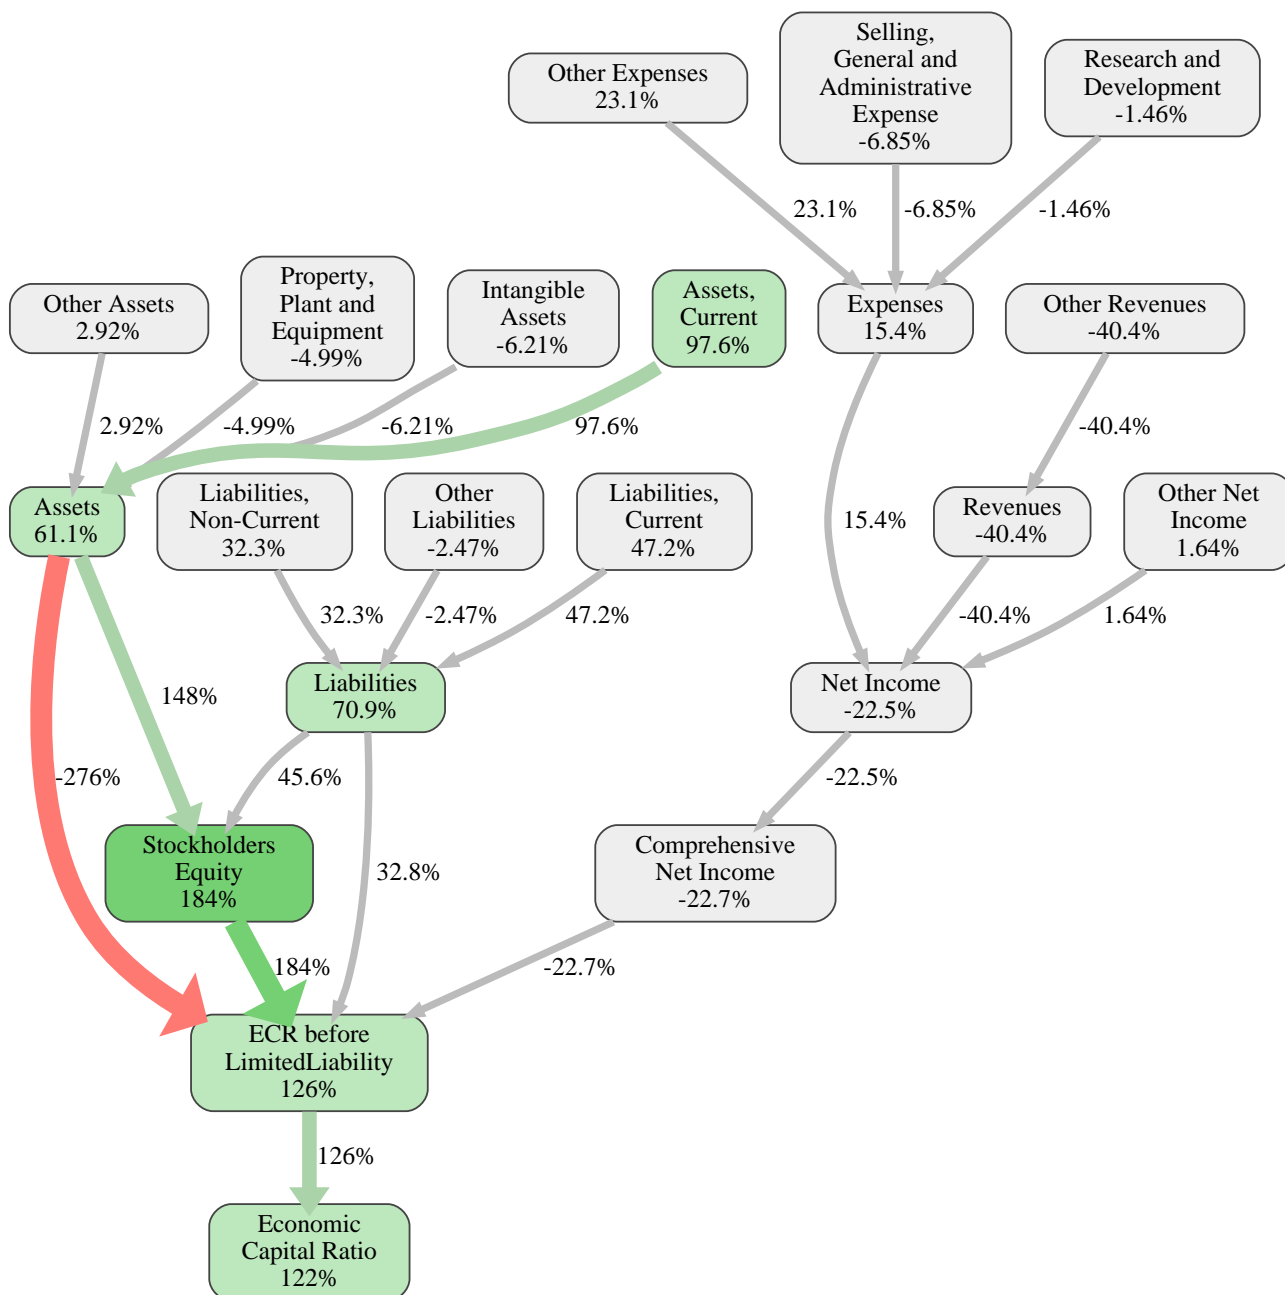 Other Expenses
23.1%
Selling,
General and
Administrative
Expense
-6.85%
Research and
Development
-1.46%
23.1%
-6.85%
-1.46%
Other Assets
2.92%
Property,
Plant and
Equipment
-4.99%
Intangible
Assets
-6.21%
Assets,
Current
97.6%
Expenses
15.4%
Other Revenues
-40.4%
2.92%
-4.99%
-6.21%
97.6%
-40.4%
Assets
61.1%
Liabilities,
Non-Current
32.3%
Other
Liabilities
-2.47%
Liabilities,
Current
47.2%
15.4%
Revenues
-40.4%
Other Net
Income
1.64%
32.3%
-2.47%
47.2%
-40.4%
1.64%
148%
Liabilities
70.9%
Net Income
-22.5%
-276%
45.6%
-22.5%
Stockholders
Equity
184%
32.8%
Comprehensive
Net Income
-22.7%
184%
-22.7%
ECR before
LimitedLiability
126%
126%
Economic
Capital Ratio
122%